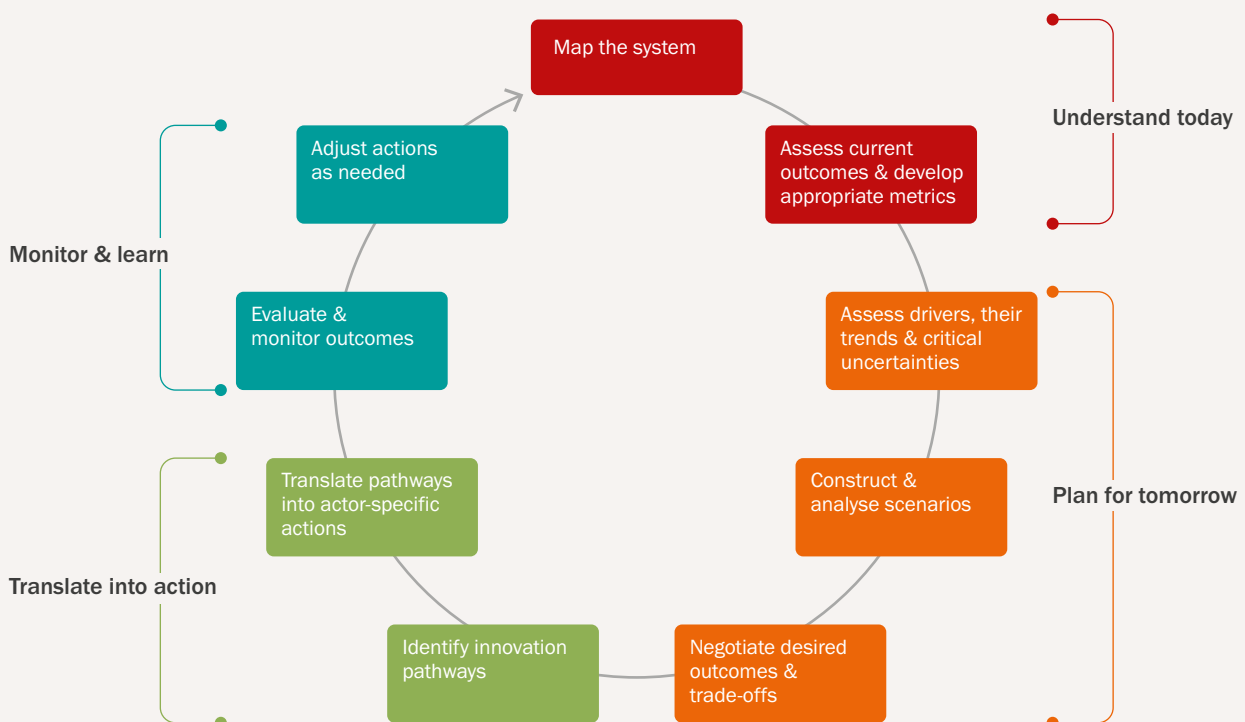 Map the system
Understand today
Assess current
outcomes & develop
appropriate metrics
Assess drivers, their
trends & critical
uncertainties
Plan for tomorrow
Construct &
analyse scenarios
Negotiate desired
outcomes &
trade-offs
Identify innovation
pathways
Translate into action
Translate pathways
into actor-specific
actions
Monitor & learn
Evaluate &
monitor outcomes
Adjust actions
as needed